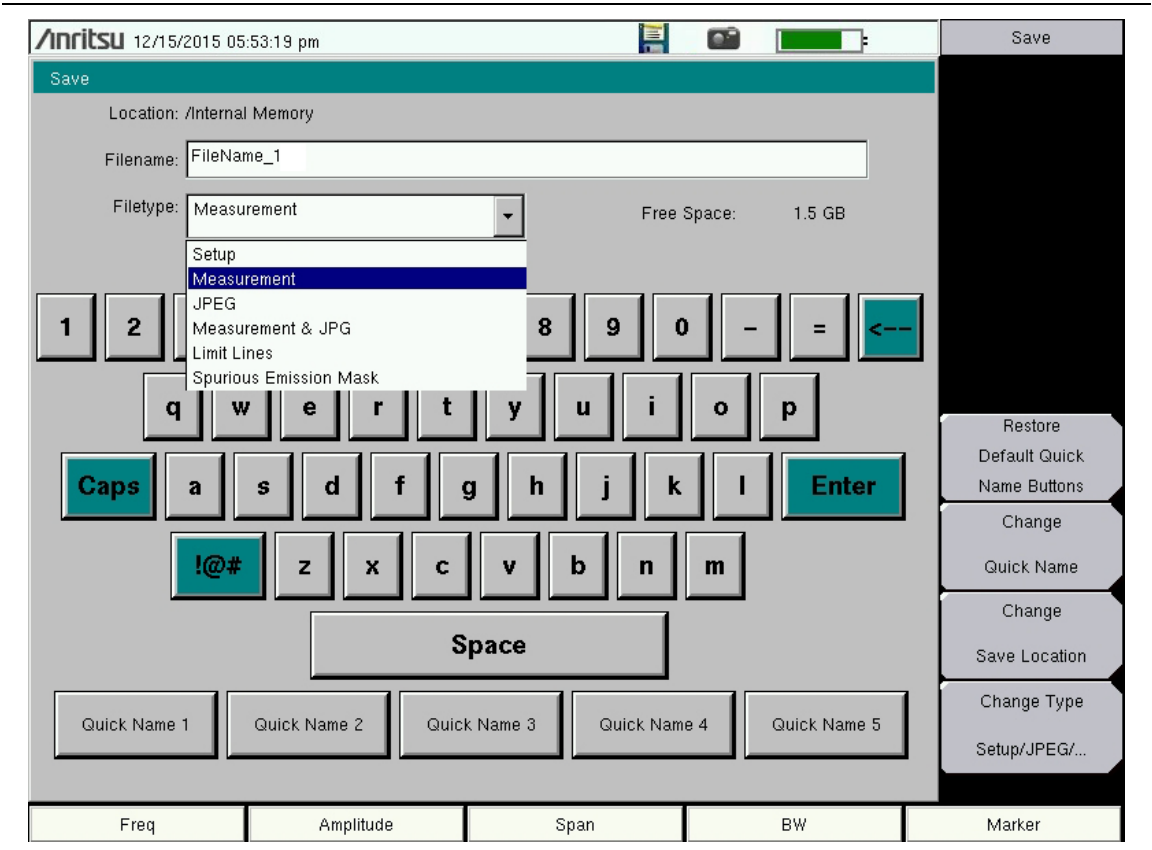 /Inritsu 12/15/2015 05:53:19 pm
Save
Save
Location: /Internal Memory
Filename: FileName_1
Filetype: Measurement
Free Space: 1.5 GB
Setup
Measurement
JPEG
Measurement & JPG
Limit Lines
Spurious Emission Mask
1 2 8 9 0 - = <--
q w e r t y u i o p
Caps a s d f g h j k l Enter
!@# z x c v b n m
Space
Quick Name 1 Quick Name 2 Quick Name 3 Quick Name 4 Quick Name 5
Restore
Default Quick
Name Buttons
Change
Quick Name
Change
Save Location
Change Type
Setup/JPEG/...
Freq Amplitude Span BW Marker